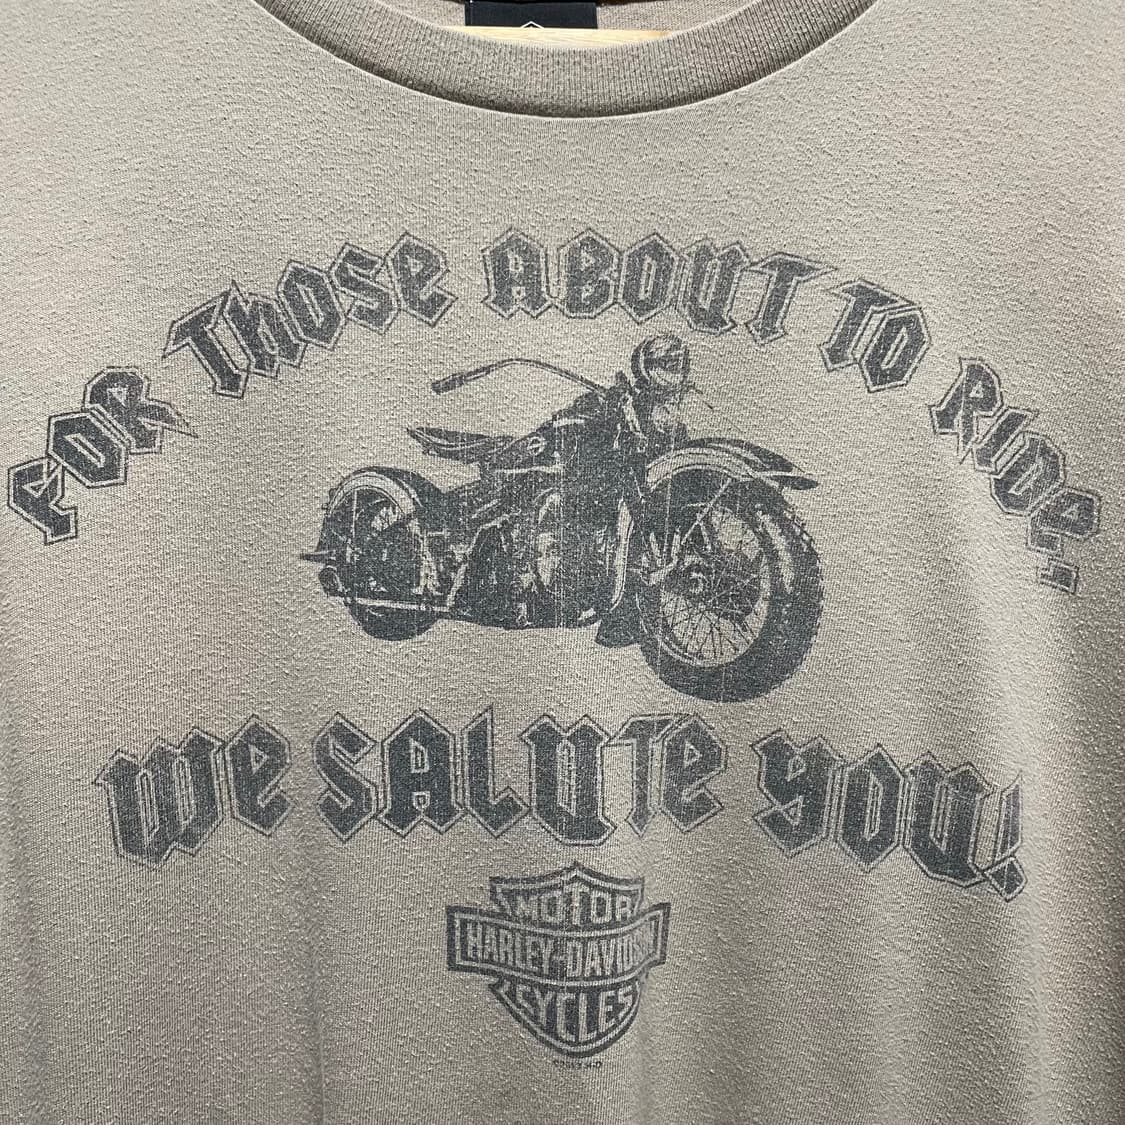 FOR THOSE ABOUT TO RIDE,
WE SALUTE YOU!
MOTOR
HARLEY-DAVIDSON
CYCLES